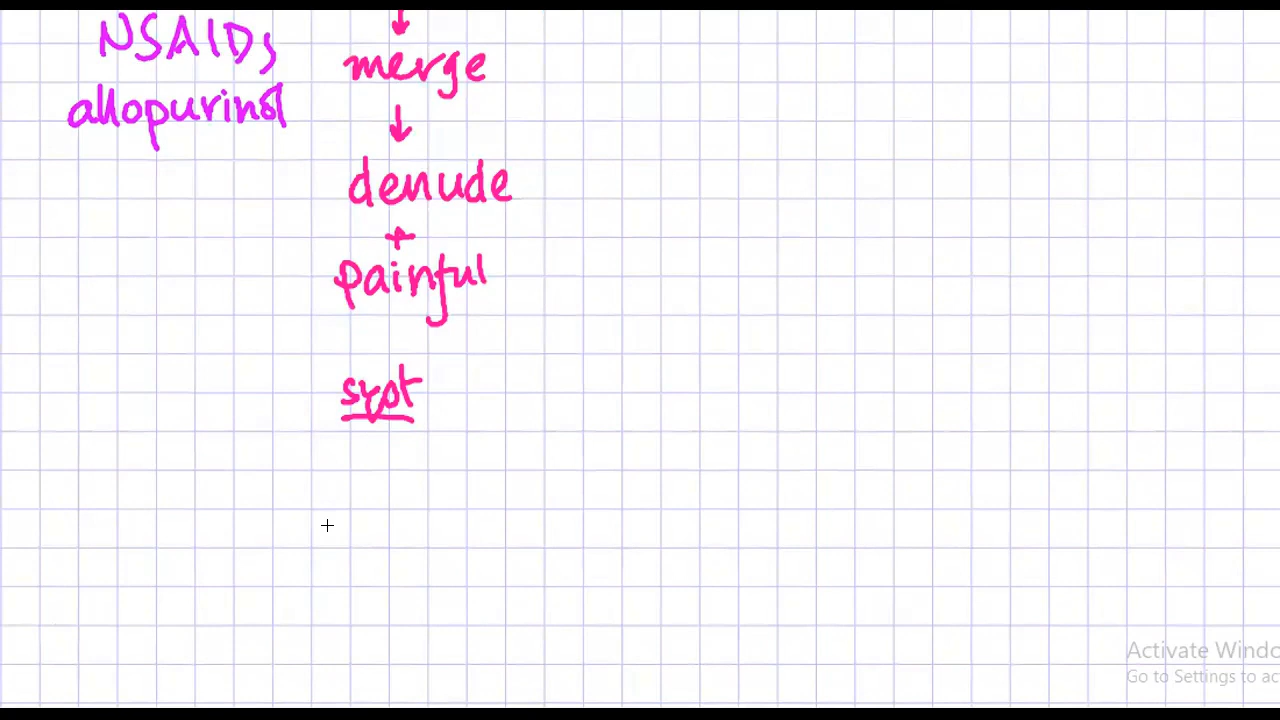 NSAIDs
allopurinol
↓
merge
↓
denude
+
painful
syst
Activate Windo
Go to Settings to ac